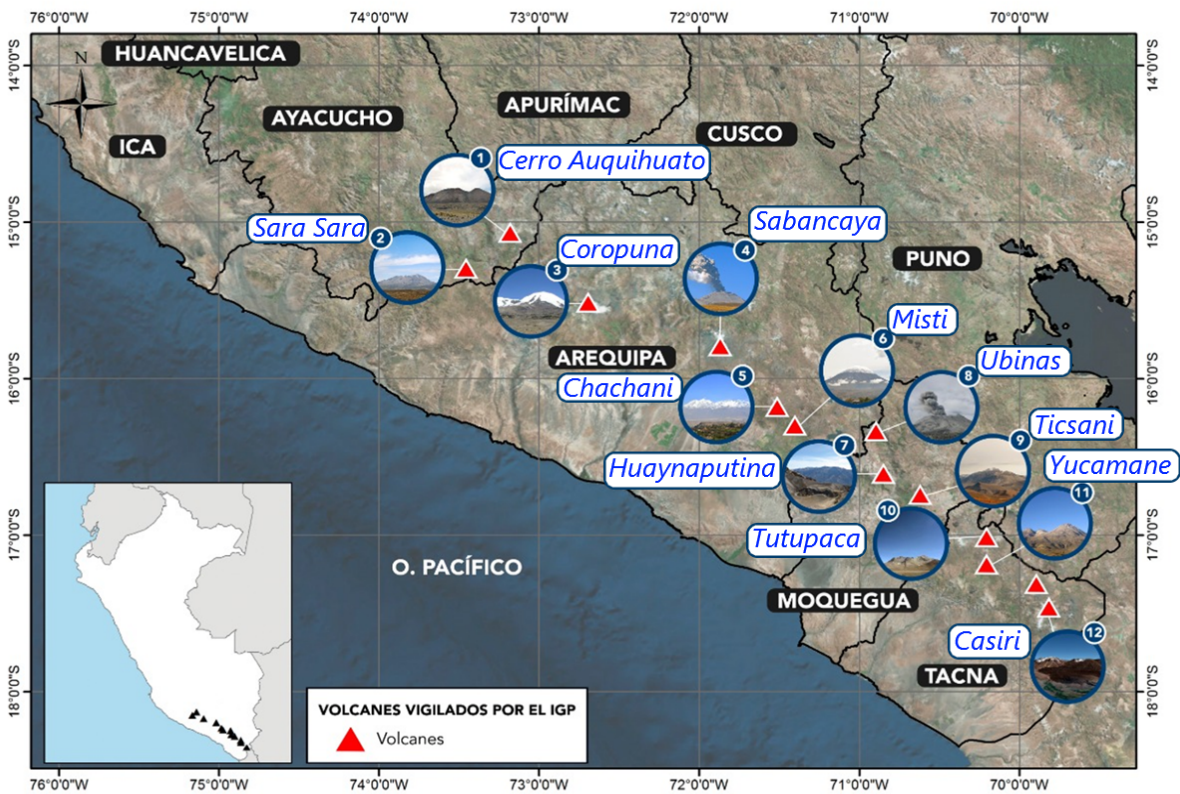 76°0'0"O 75°0'0"O 74°0'0"O 73°0'0"O 72°0'0"O 71°0'0"O 70°0'0"O
14°0'0"S
14°0'0"S
N
HUANCAVELICA
ICA
AYACUCHO
APURÍMAC
CUSCO
1
Cerro Auquihuato
15°0'0"S
15°0'0"S
Sara Sara
2
Coropuna
3
Sabancaya
4
PUNO
Misti
6
AREQUIPA
Chachani
5
Ubinas
8
16°0'0"S
16°0'0"S
Ticsani
9
Huaynaputina
7
Yucamane
11
10
Tutupaca
17°0'0"S
17°0'0"S
O. PACÍFICO
MOQUEGUA
Casiri
12
TACNA
18°0'0"S
18°0'0"S
VOLCANES VIGILADOS POR EL IGP
Volcanes
76°0'0"O 75°0'0"O 74°0'0"O 73°0'0"O 72°0'0"O 71°0'0"O 70°0'0"O